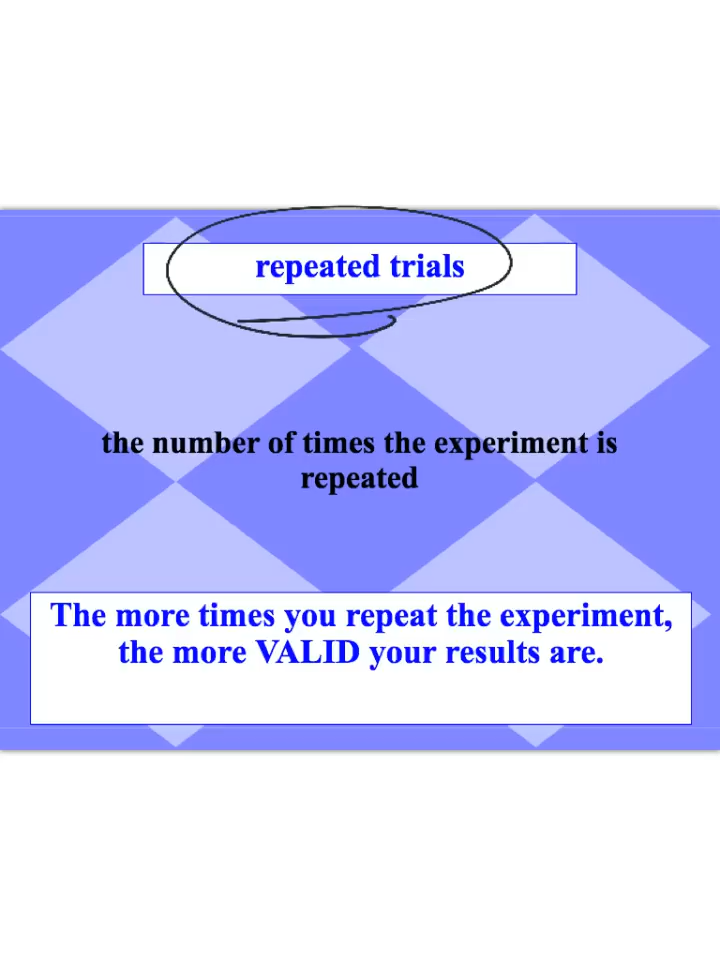 repeated trials
the number of times the experiment is
repeated
The more times you repeat the experiment,
the more VALID your results are.